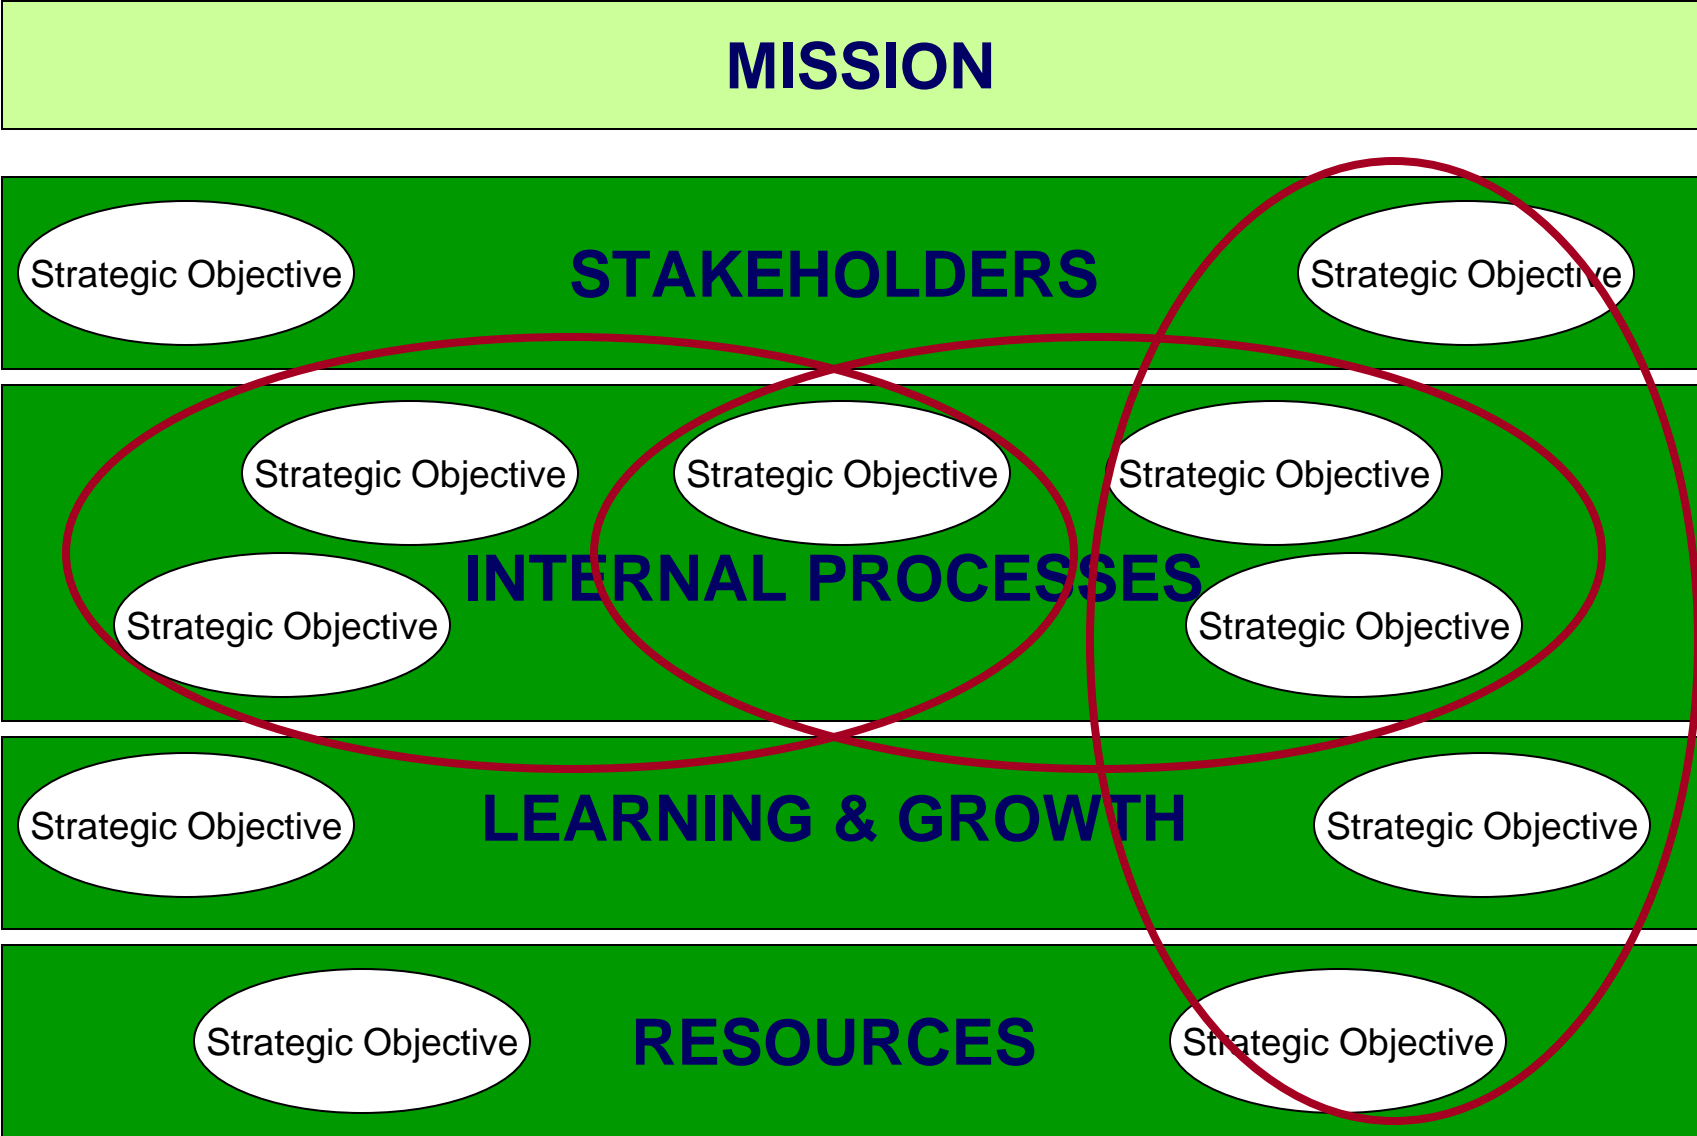 MISSION
Strategic Objective
STAKEHOLDERS
Strategic Objective
Strategic Objective
Strategic Objective
Strategic Objective
INTERNAL PROCESSES
Strategic Objective
Strategic Objective
Strategic Objective
LEARNING & GROWTH
Strategic Objective
Strategic Objective
RESOURCES
Strategic Objective